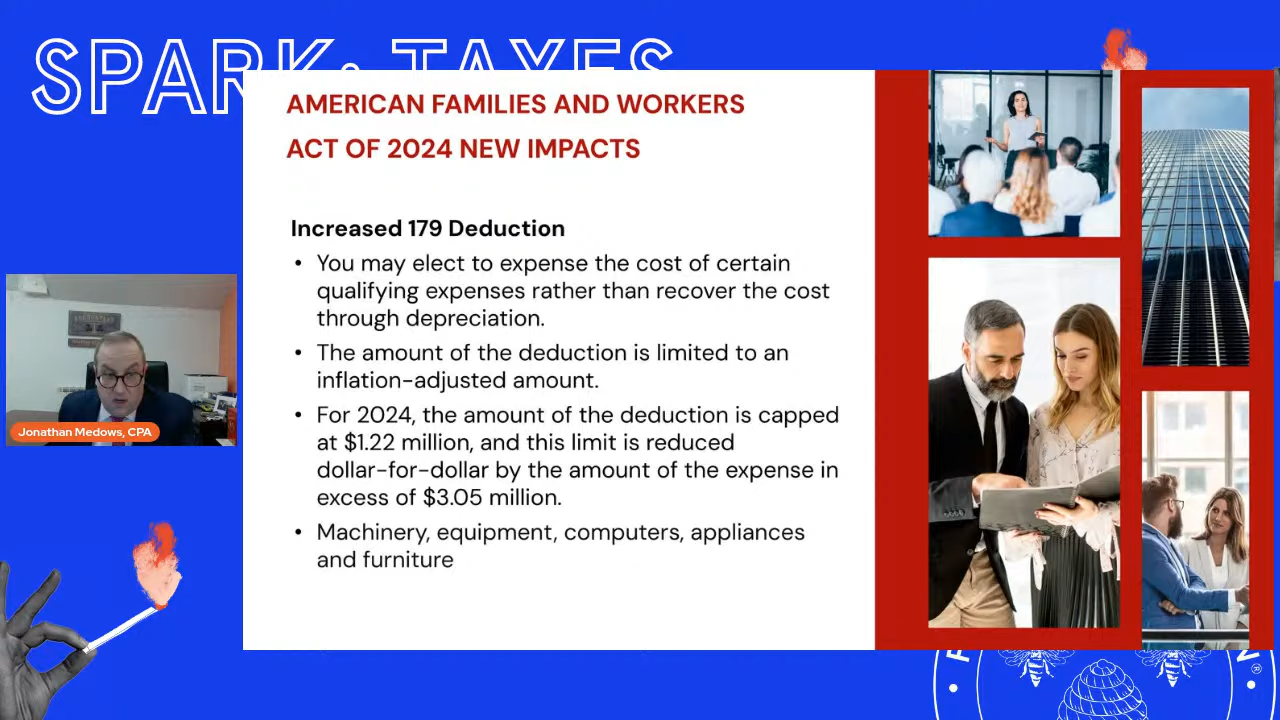 SPARK: TAXES
AMERICAN FAMILIES AND WORKERS
ACT OF 2024 NEW IMPACTS
Increased 179 Deduction
• You may elect to expense the cost of certain
qualifying expenses rather than recover the cost
through depreciation.
• The amount of the deduction is limited to an
inflation-adjusted amount.
• For 2024, the amount of the deduction is capped
at $1.22 million, and this limit is reduced
dollar-for-dollar by the amount of the expense in
excess of $3.05 million.
• Machinery, equipment, computers, appliances
and furniture
Jonathan Medows, CPA